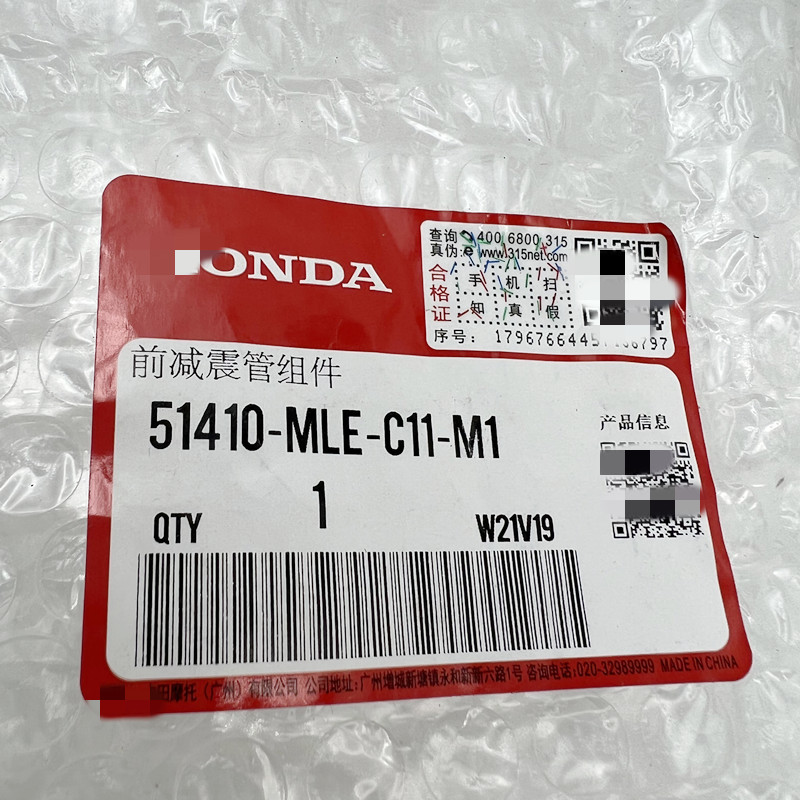 ONDA
查询 400 6800 315
真伪: www.315net.com
合格证
手机扫
知真假
序号:
前减震管组件
51410-MLE-C11-M1
产品信息
1
QTY
W21V19
田摩托（广州）有限公司 公司地址:广州增城新塘镇永和新新六路1号 咨询电话:020-32989999 MADE IN CHINA